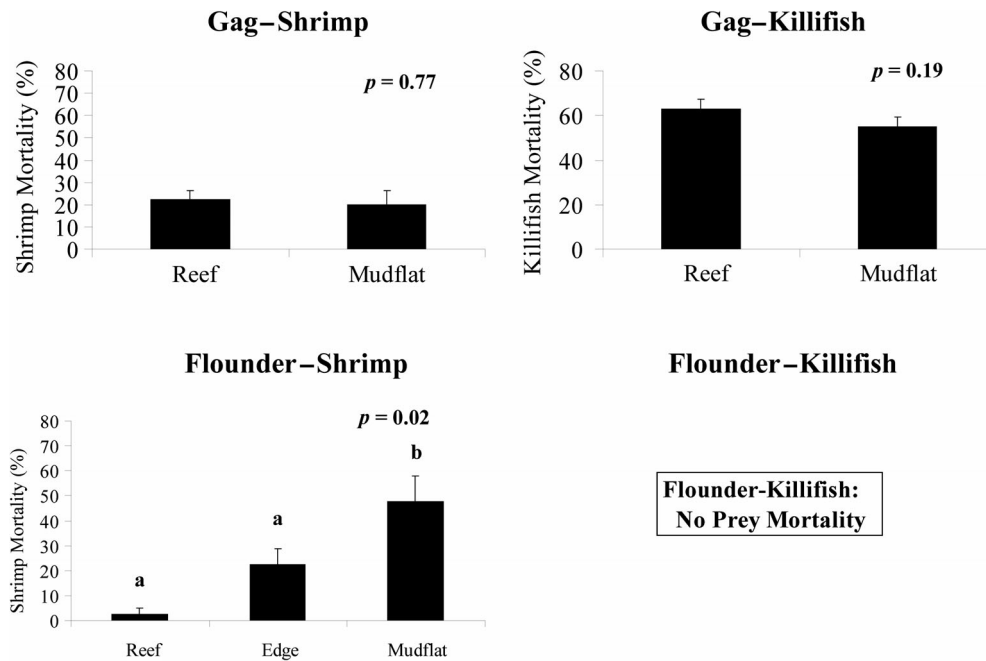 Gag–Shrimp
Shrimp Mortality (%)
80
70
60
50
40
30
20
10
0
p = 0.77
Reef
Mudflat
Gag–Killifish
Killifish Mortality (%)
80
60
40
20
0
p = 0.19
Reef
Mudflat
Flounder–Shrimp
Shrimp Mortality (%)
80
70
60
50
40
30
20
10
0
p = 0.02
a
a
b
Reef
Edge
Mudflat
Flounder–Killifish
Flounder-Killifish:
No Prey Mortality